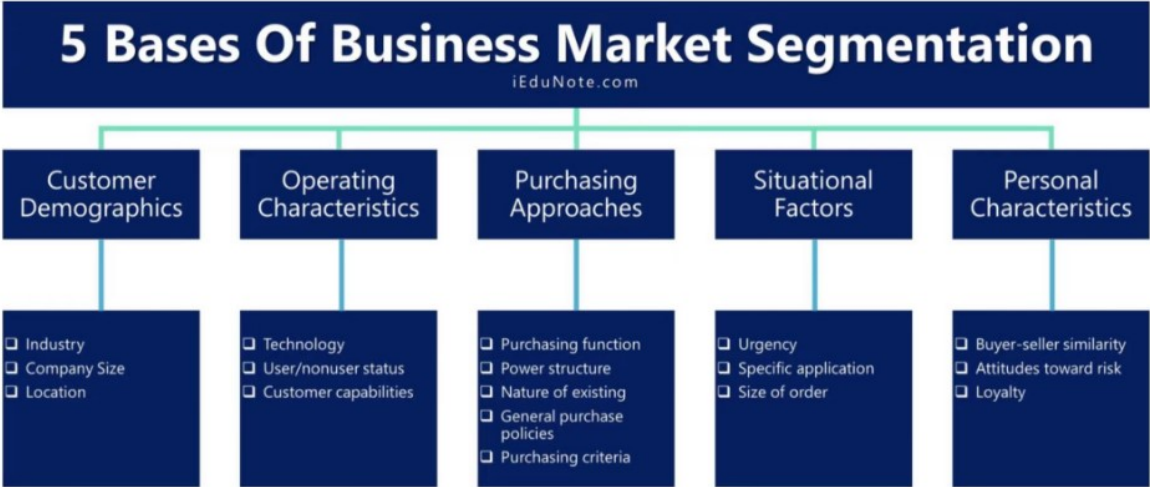 5 Bases Of Business Market Segmentation
iEduNote.com
Customer
Demographics
Operating
Characteristics
Purchasing
Approaches
Situational
Factors
Personal
Characteristics
Industry
Company Size
Location
Technology
User/nonuser status
Customer capabilities
Purchasing function
Power structure
Nature of existing
General purchase
policies
Purchasing criteria
Urgency
Specific application
Size of order
Buyer-seller similarity
Attitudes toward risk
Loyalty